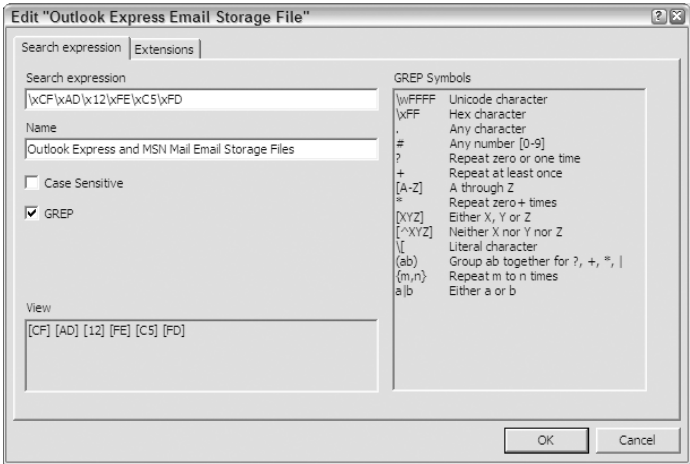 Edit "Outlook Express Email Storage File"
Search expression
Extensions
Search expression
\xCF\xAD\x12\xFE\xC5\xFD
Name
Outlook Express and MSN Mail Email Storage Files
Case Sensitive
GREP
View
[CF] [AD] [12] [FE] [C5] [FD]
GREP Symbols
\wFFFF Unicode character
\xFF Hex character
. Any character
# Any number [0-9]
? Repeat zero or one time
+ Repeat at least once
[A-Z] A through Z
* Repeat zero+ times
[XYZ] Either X, Y or Z
[^XYZ] Neither X nor Y nor Z
\[ Literal character
(ab) Group ab together for ?, +, *, |
{m,n} Repeat m to n times
a|b Either a or b
OK
Cancel